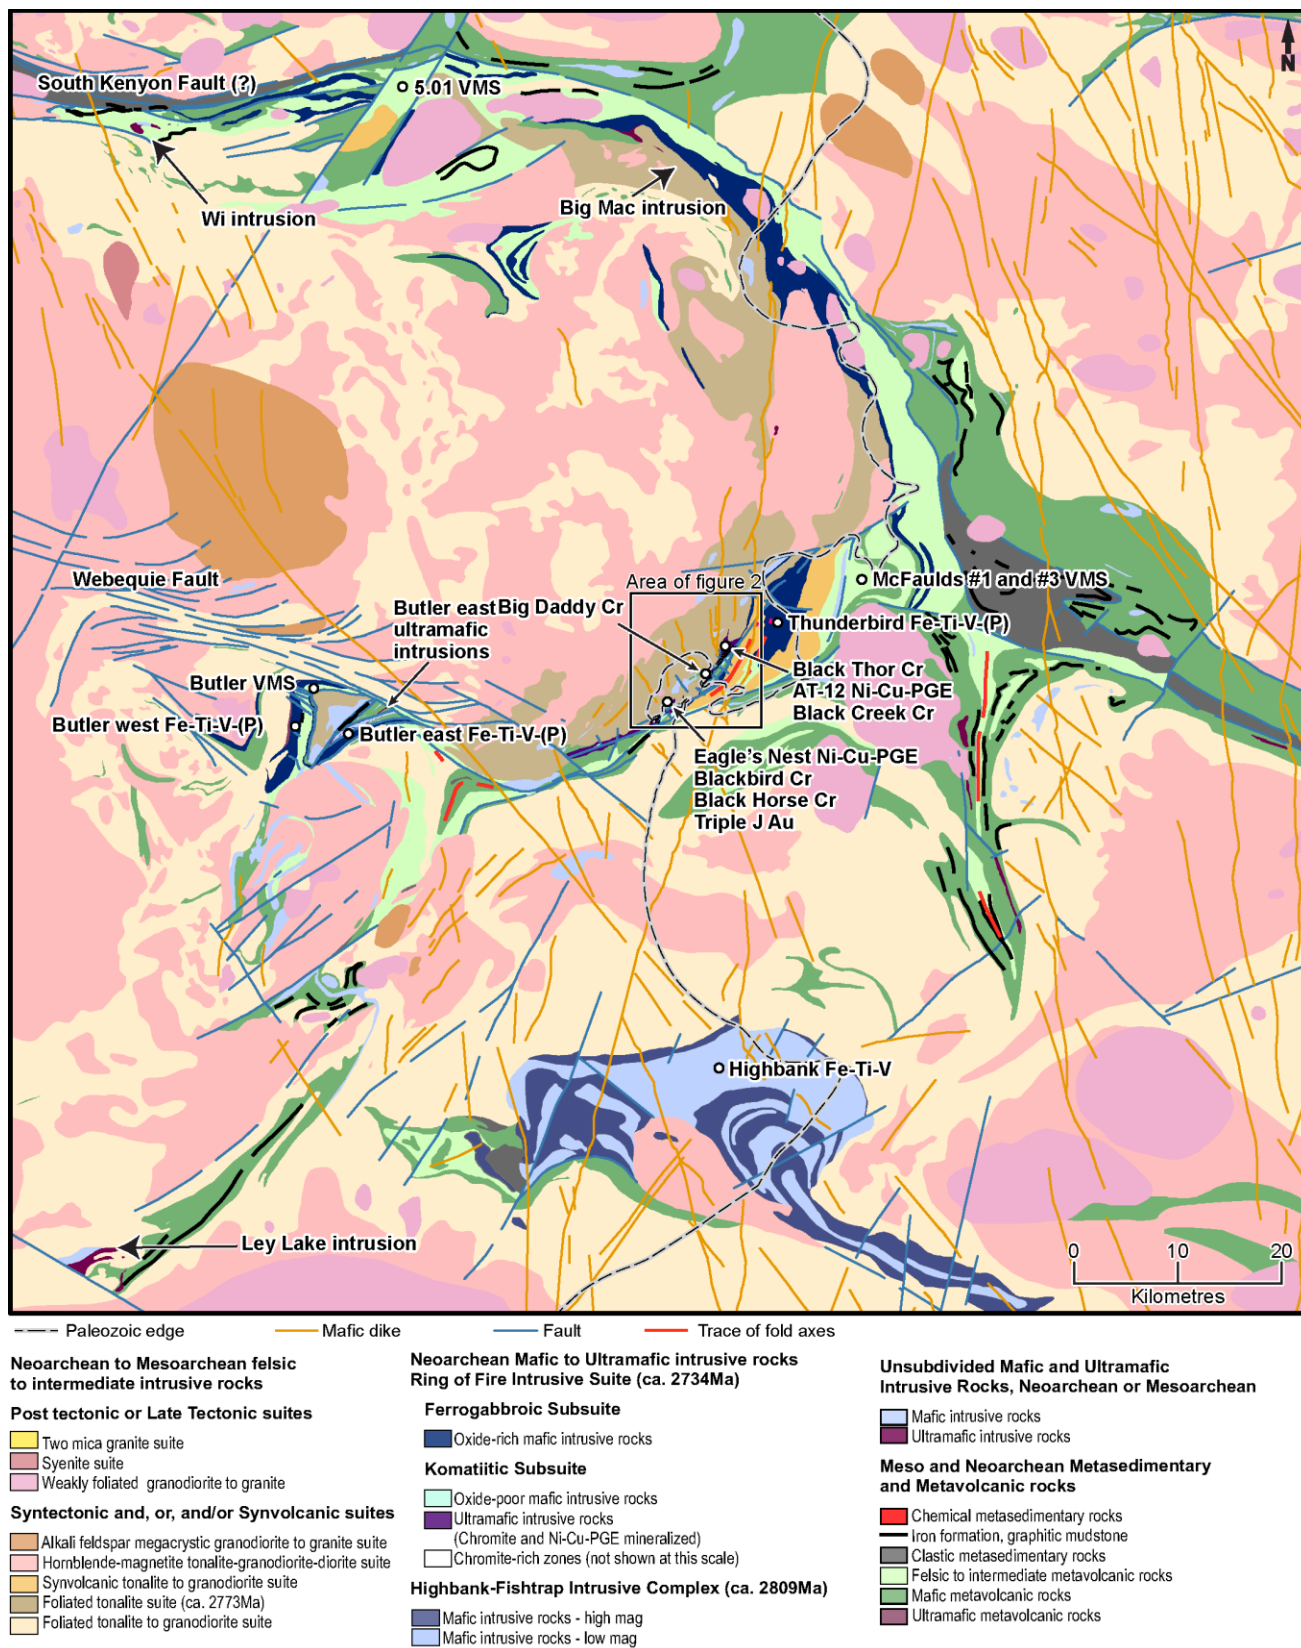 N
South Kenyon Fault (?)
5.01 VMS
Wi intrusion
Big Mac intrusion
Webequie Fault
Area of figure 2
McFaulds #1 and #3 VMS
Butler east
ultramafic
intrusions
Big Daddy Cr
Thunderbird Fe-Ti-V-(P)
Black Thor Cr
AT-12 Ni-Cu-PGE
Black Creek Cr
Butler VMS
Butler west Fe-Ti-V-(P)
Butler east Fe-Ti-V-(P)
Eagle's Nest Ni-Cu-PGE
Blackbird Cr
Black Horse Cr
Triple J Au
Highbank Fe-Ti-V
Ley Lake intrusion
0 10 20
Kilometres
Paleozoic edge
Mafic dike
Fault
Trace of fold axes
Neoarchean to Mesoarchean felsic
to intermediate intrusive rocks
Post tectonic or Late Tectonic suites
Two mica granite suite
Syenite suite
Weakly foliated granodiorite to granite
Syntectonic and, or, and/or Synvolcanic suites
Alkali feldspar megacrystic granodiorite to granite suite
Hornblende-magnetite tonalite-granodiorite-diorite suite
Synvolcanic tonalite to granodiorite suite
Foliated tonalite suite (ca. 2773Ma)
Foliated tonalite to granodiorite suite
Neoarchean Mafic to Ultramafic intrusive rocks
Ring of Fire Intrusive Suite (ca. 2734Ma)
Ferrogabbroic Subsuite
Oxide-rich mafic intrusive rocks
Komatiitic Subsuite
Oxide-poor mafic intrusive rocks
Ultramafic intrusive rocks
(Chromite and Ni-Cu-PGE mineralized)
Chromite-rich zones (not shown at this scale)
Highbank-Fishtrap Intrusive Complex (ca. 2809Ma)
Mafic intrusive rocks - high mag
Mafic intrusive rocks - low mag
Unsubdivided Mafic and Ultramafic
Intrusive Rocks, Neoarchean or Mesoarchean
Mafic intrusive rocks
Ultramafic intrusive rocks
Meso and Neoarchean Metasedimentary
and Metavolcanic rocks
Chemical metasedimentary rocks
Iron formation, graphitic mudstone
Clastic metasedimentary rocks
Felsic to intermediate metavolcanic rocks
Mafic metavolcanic rocks
Ultramafic metavolcanic rocks